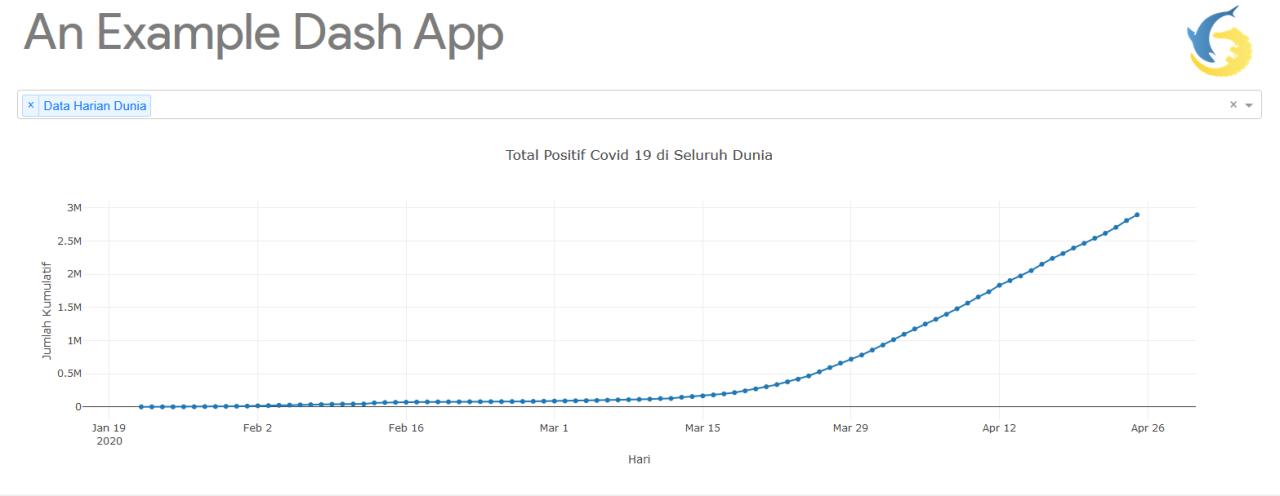 An Example Dash App
× Data Harian Dunia ×
Total Positif Covid 19 di Seluruh Dunia
3M
2.5M
2M
1.5M
1M
0.5M
0
Jumlah Kumulatif
Jan 19 Feb 2 Feb 16 Mar 1 Mar 15 Mar 29 Apr 12 Apr 26
2020
Hari